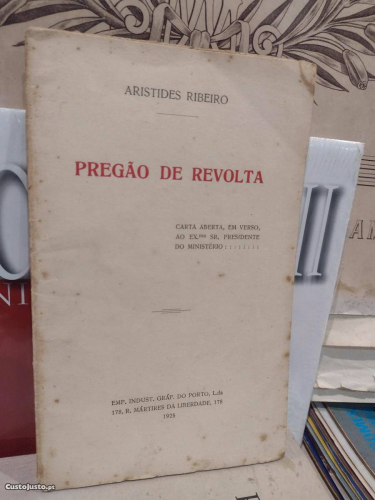 ARISTIDES RIBEIRO
PREGÃO DE REVOLTA
CARTA ABERTA, EM VERSO,
AO EX.mo SR. PRESIDENTE
DO MINISTÉRIO : : : : : : :
EMP. INDUST. GRÁF. DO PORTO, L.da
178, R. MÁRTIRES DA LIBERDADE, 178
CustoJusto.pt